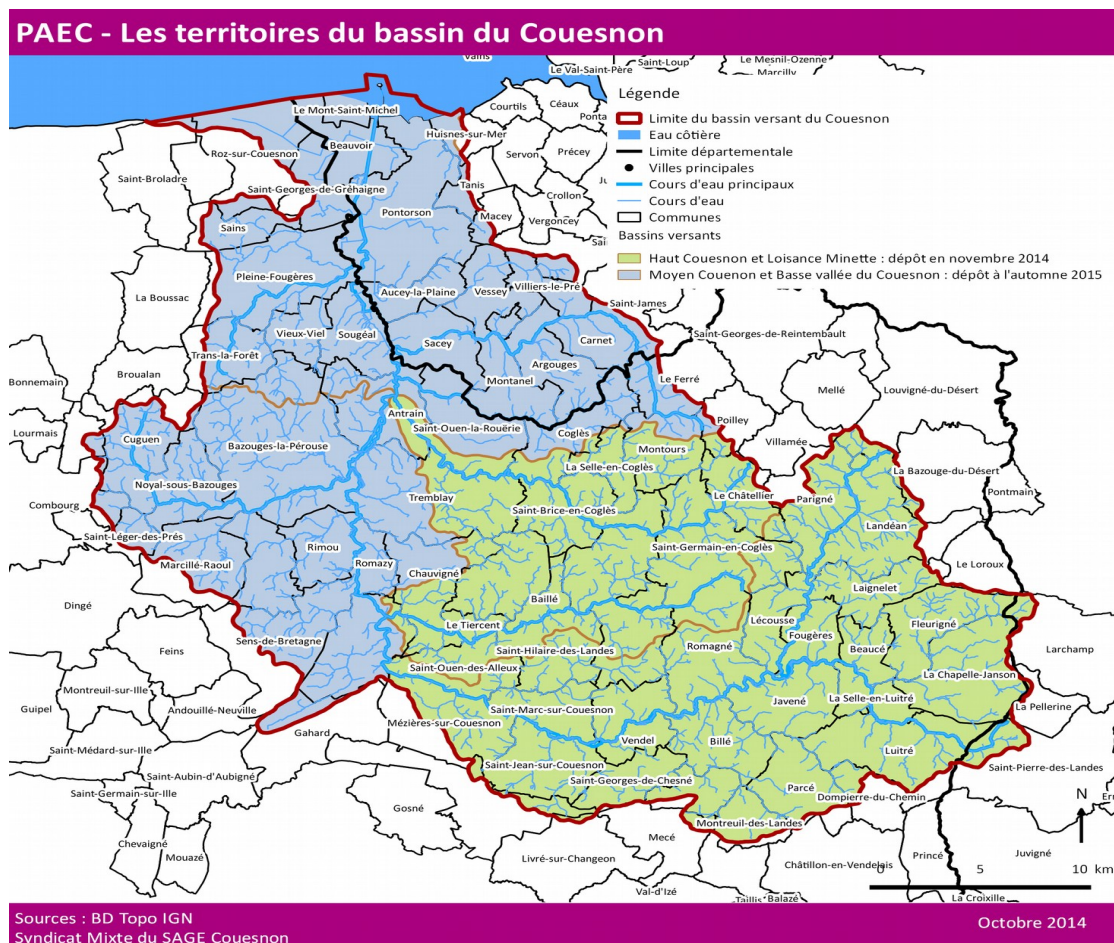 PAEC - Les territoires du bassin du Couesnon
Vains
Le Val-Saint-Père
Saint-Loup
Le Mesnil-Ozenne
Marcilly
Légende
Limite du bassin versant du Couesnon
Eau côtière
Limite départementale
Villes principales
Cours d'eau principaux
Cours d'eau
Communes
Bassins versants
Haut Couesnon et Loisance Minette : dépôt en novembre 2014
Moyen Couenon et Basse vallée du Couesnon : dépôt à l'automne 2015
Le Mont-Saint-Michel
Courtils
Céaux
Ponta
Huisnes-sur-Mer
Beauvoir
Roz-sur-Couesnon
Servon
Précey
Saint-Broladre
Saint-Georges-de-Gréhaigne
Tanis
Crollon
Pontorson
Macey
Vergoncey
Sains
Pleine-Fougères
La Boussac
Aucey-la-Plaine
Vessey
Villiers-le-Pré
Saint-James
Saint-Georges-de-Reintembault
Vieux-Viel
Sougéal
Sacey
Carnet
Trans-la-Forêt
Argouges
Broualan
Bonnemain
Montanel
Le Ferré
Mellé
Louvigné-du-Désert
Antrain
Saint-Ouen-la-Rouërie
Poilley
Lourmais
Cuguen
Bazouges-la-Pérouse
Coglès
Villamée
Montours
La Selle-en-Coglès
La Bazouge-du-Désert
Noyal-sous-Bazouges
Tremblay
Le Châtellier
Parigné
Pontmain
Combourg
Saint-Brice-en-Coglès
Landéan
Saint-Léger-des-Prés
Rimou
Saint-Germain-en-Coglès
Marcillé-Raoul
Romazy
Chauvigné
Le Loroux
Laignelet
Dingé
Baillé
Le Tiercent
Lécousse
Fleurigné
Sens-de-Bretagne
Fougères
Feins
Saint-Hilaire-des-Landes
Romagné
Beaucé
Larchamp
Saint-Ouen-des-Alleux
La Chapelle-Janson
Montreuil-sur-Ille
Javené
La Selle-en-Luitré
Guipel
Andouillé-Neuville
Saint-Marc-sur-Couesnon
La Pellerine
Mézières-sur-Couesnon
Gahard
Vendel
Billé
Saint-Médard-sur-Ille
Luitré
Saint-Jean-sur-Couesnon
Saint-Pierre-des-Landes
Saint-Aubin-d'Aubigné
Saint-Georges-de-Chesné
Parcé
Saint-Germain-sur-Ille
Dompierre-du-Chemin
N
Gosné
Montreuil-des-Landes
Mecé
Chevaigné
Mouazé
Livré-sur-Changeon
Châtillon-en-Vendelais
Princé
Juvigné
5
10 km
Val-d'Izé
Taillis
Balazé
La Croixille
Sources : BD Topo IGN
Syndicat Mixte du SAGE Couesnon
Octobre 2014